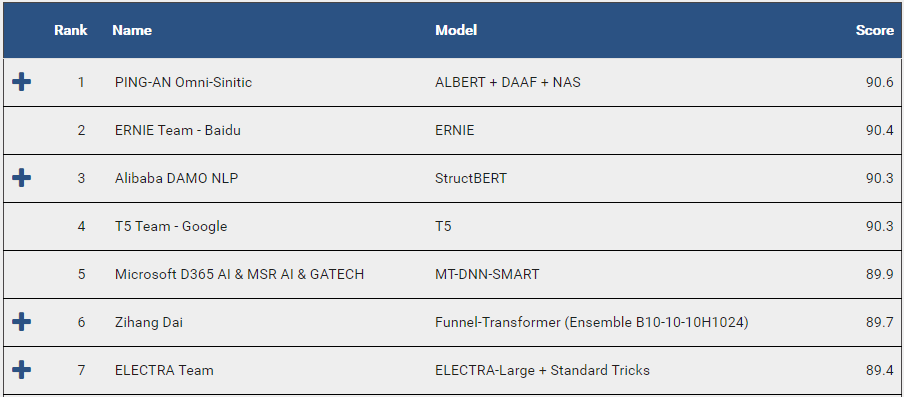 Rank Name Model Score
1 PING-AN Omni-Sinitic ALBERT + DAAF + NAS 90.6
2 ERNIE Team - Baidu ERNIE 90.4
3 Alibaba DAMO NLP StructBERT 90.3
4 T5 Team - Google T5 90.3
5 Microsoft D365 AI & MSR AI & GATECH MT-DNN-SMART 89.9
6 Zihang Dai Funnel-Transformer (Ensemble B10-10-10H1024) 89.7
7 ELECTRA Team ELECTRA-Large + Standard Tricks 89.4